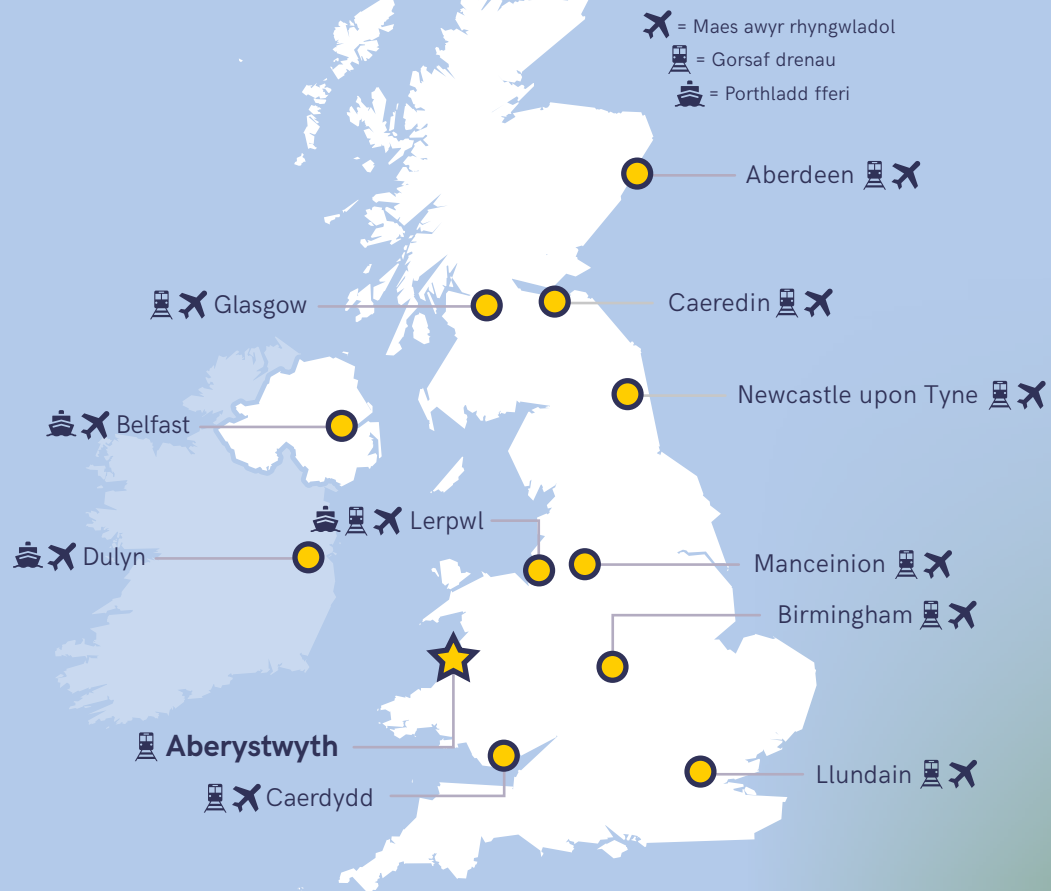 = Maes awyr rhyngwladol
= Gorsaf drenau
= Porthladd fferi
Aberdeen
Glasgow
Caeredin
Newcastle upon Tyne
Belfast
Lerpwl
Dulyn
Manceinion
Birmingham
Aberystwyth
Llundain
Caerdydd